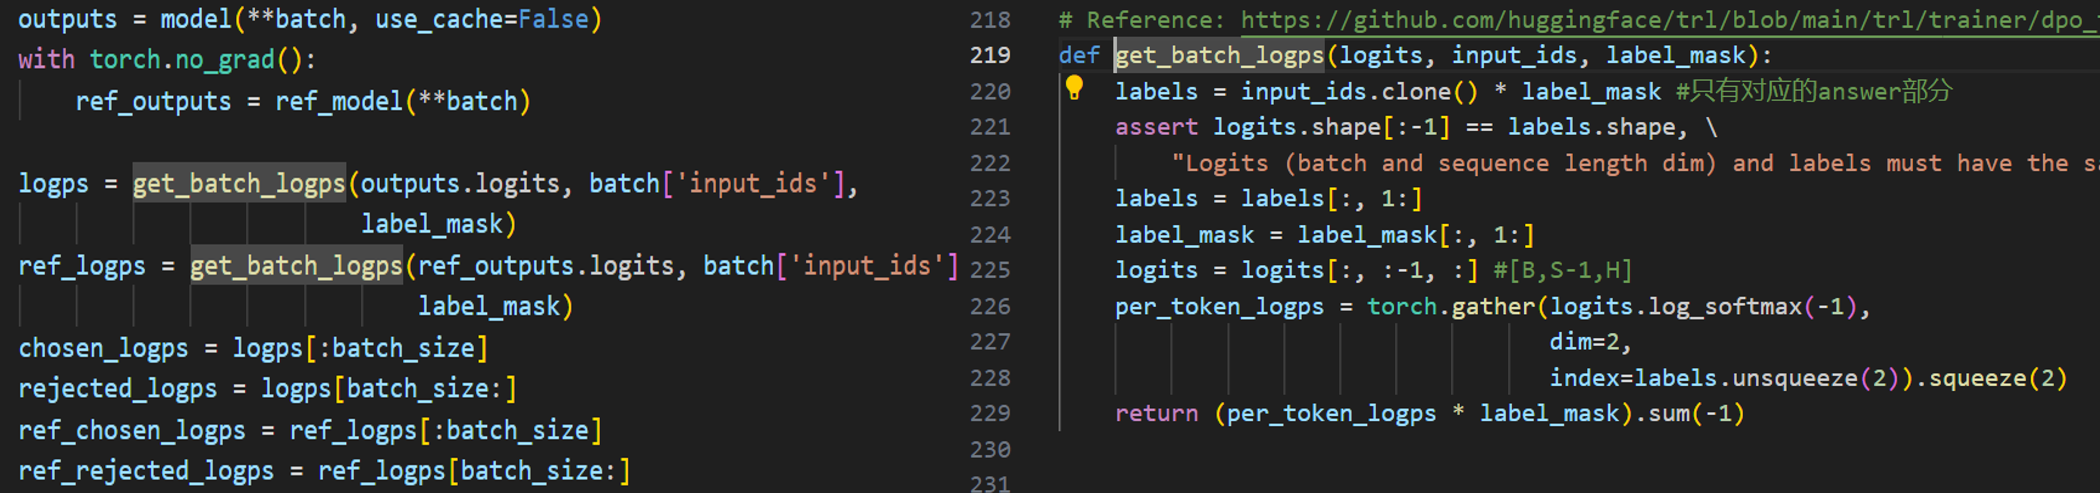 outputs = model(**batch, use_cache=False)
with torch.no_grad():
ref_outputs = ref_model(**batch)
logps = get_batch_logps(outputs.logits, batch['input_ids'],
label_mask)
ref_logps = get_batch_logps(ref_outputs.logits, batch['input_ids']
label_mask)
chosen_logps = logps[:batch_size]
rejected_logps = logps[batch_size:]
ref_chosen_logps = ref_logps[:batch_size]
ref_rejected_logps = ref_logps[batch_size:]
218 # Reference: https://github.com/huggingface/trl/blob/main/trl/trainer/dpo_
219 def get_batch_logps(logits, input_ids, label_mask):
220 labels = input_ids.clone() * label_mask #只有对应的answer部分
221 assert logits.shape[:-1] == labels.shape, \
222 "Logits (batch and sequence length dim) and labels must have the s
223 labels = labels[:, 1:]
224 label_mask = label_mask[:, 1:]
225 logits = logits[:, :-1, :] #[B,S-1,H]
226 per_token_logps = torch.gather(logits.log_softmax(-1),
227 dim=2,
228 index=labels.unsqueeze(2)).squeeze(2)
229 return (per_token_logps * label_mask).sum(-1)
230
231